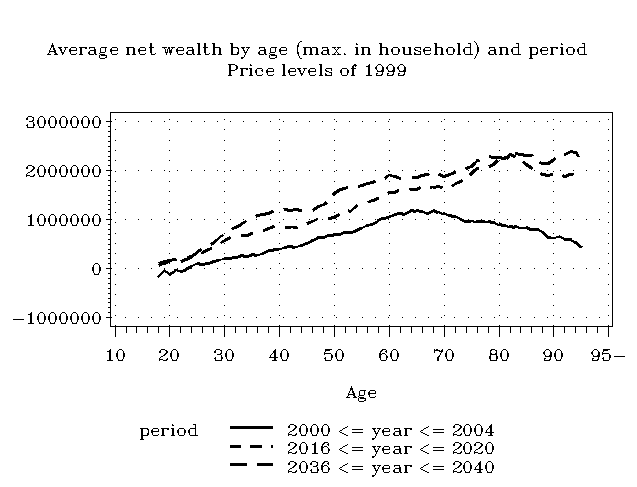 Average net wealth by age (max. in household) and period
Price levels of 1999
3000000
2000000
1000000
0
−1000000
10 20 30 40 50 60 70 80 90 95−
Age
period
2000 <= year <= 2004
2016 <= year <= 2020
2036 <= year <= 2040